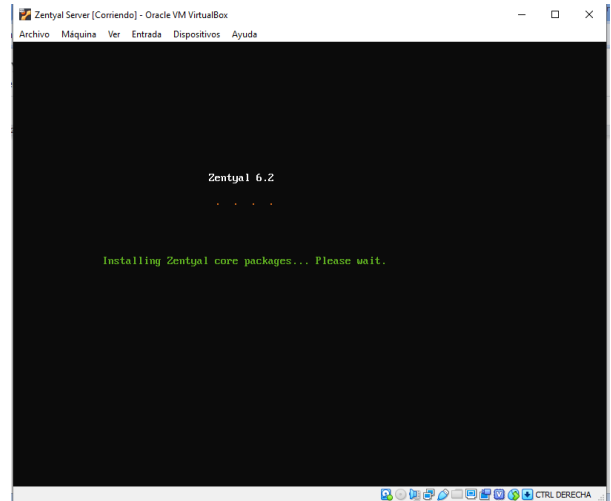 Zentyal Server [Corriendo] - Oracle VM VirtualBox
Archivo Máquina Ver Entrada Dispositivos Ayuda
Zentyal 6.2
. . . .
Installing Zentyal core packages... Please wait.
CTRL DERECHA